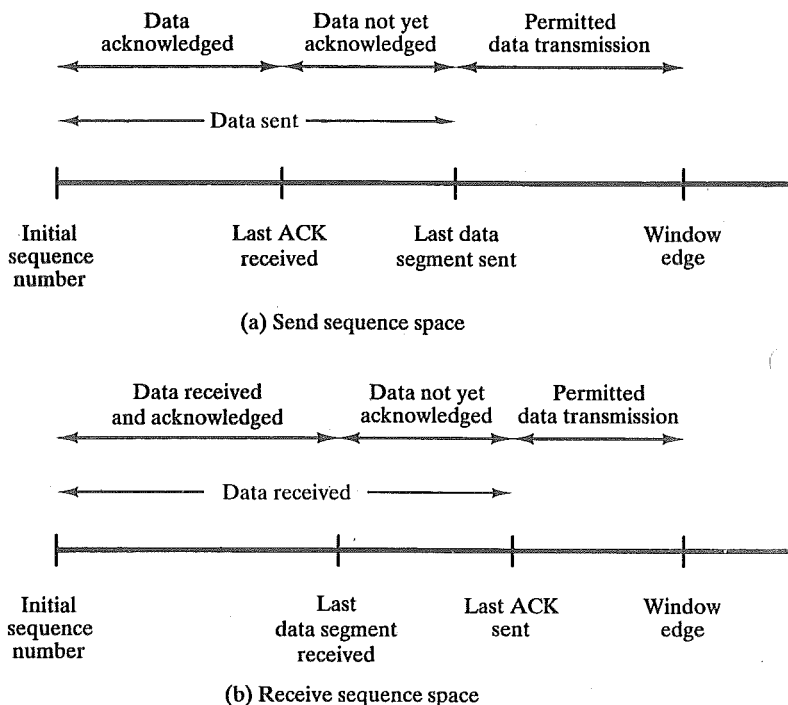 Data
acknowledged
Data not yet
acknowledged
Permitted
data transmission
Data sent
Initial
sequence
number
Last ACK
received
Last data
segment sent
Window
edge
(a) Send sequence space
Data received
and acknowledged
Data not yet
acknowledged
Permitted
data transmission
Data received
Initial
sequence
number
Last
data segment
received
Last ACK
sent
Window
edge
(b) Receive sequence space